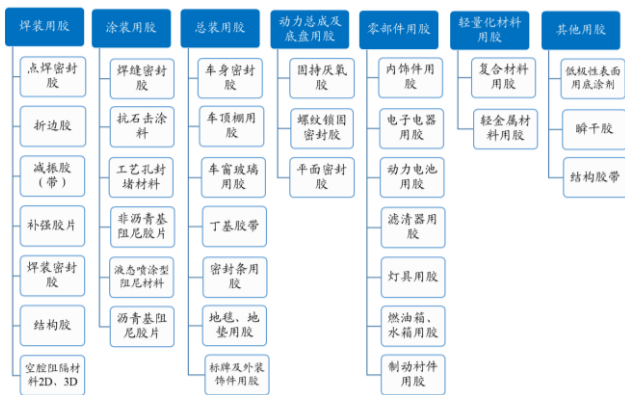 焊装用胶
点焊密封
胶
折边胶
减振胶
(带)
补强胶片
焊装密封
胶
结构胶
空腔阻隔材
料2D、3D
涂装用胶
焊缝密封
胶
抗石击涂
料
工艺孔封
堵材料
非沥青基
阻尼胶片
液态喷涂型
阻尼材料
沥青基阻
尼胶片
总装用胶
车身密封
胶
车顶棚用
胶
车窗玻璃
用胶
丁基胶带
密封条用
胶
地毯、地
垫用胶
标牌及外装
饰件用胶
动力总成及
底盘用胶
固持厌氧
胶
螺纹锁固
密封胶
平面密封
胶
零部件用
胶
内饰件用
胶
电子电器
用胶
动力电池
用胶
滤清器用
胶
灯具用胶
燃油箱、
水箱用胶
制动衬件
用胶
轻量化材料
用胶
复合材料
用胶
轻金属材
料用胶
其他用胶
低极性表面
用底涂剂
瞬干胶
结构胶带